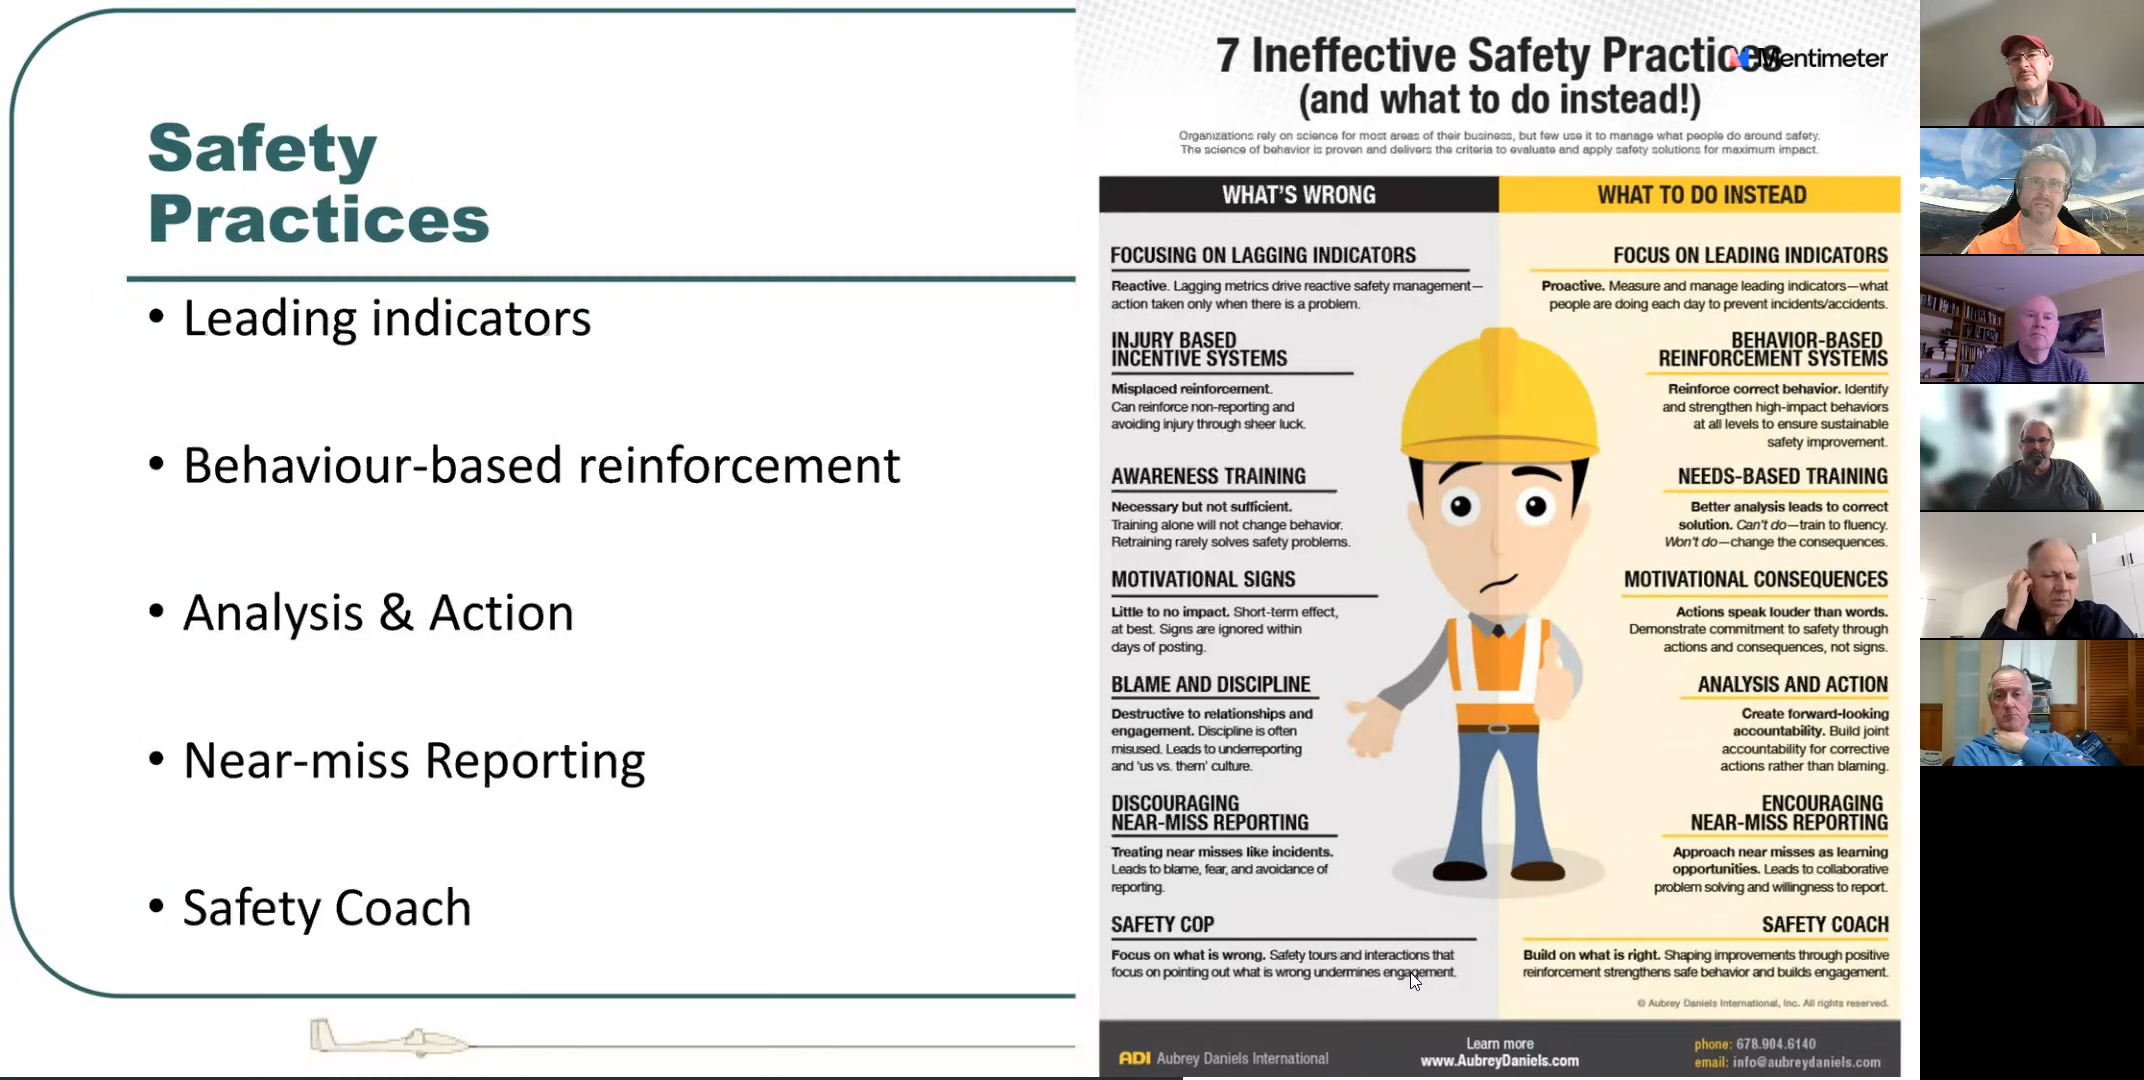 Safety
Practices
• Leading indicators
• Behaviour-based reinforcement
• Analysis & Action
• Near-miss Reporting
• Safety Coach
7 Ineffective Safety Practices
Mentimeter
(and what to do instead!)
Organizations rely on science for most areas of their business, but few use it to manage what people do around safety.
The science of behavior is proven and delivers the criteria to evaluate and apply safety solutions for maximum impact.
WHAT'S WRONG
WHAT TO DO INSTEAD
FOCUSING ON LAGGING INDICATORS
Reactive. Lagging metrics drive reactive safety management—
action taken only when there is a problem.
FOCUS ON LEADING INDICATORS
Proactive. Measure and manage leading indicators—what
people are doing each day to prevent incidents/accidents.
INJURY BASED
INCENTIVE SYSTEMS
Misplaced reinforcement.
Can reinforce non-reporting and
avoiding injury through sheer luck.
BEHAVIOR-BASED
REINFORCEMENT SYSTEMS
Reinforce correct behavior. Identify
and strengthen high-impact behaviors
at all levels to ensure sustainable
safety improvement.
AWARENESS TRAINING
Necessary but not sufficient.
Training alone will not change behavior.
Retraining rarely solves safety problems.
NEEDS-BASED TRAINING
Better analysis leads to correct
solution. Can't do—train to fluency.
Won't do—change the consequences.
MOTIVATIONAL SIGNS
Little to no impact. Short-term effect,
at best. Signs are ignored within
days of posting.
MOTIVATIONAL CONSEQUENCES
Actions speak louder than words.
Demonstrate commitment to safety through
actions and consequences, not signs.
BLAME AND DISCIPLINE
Destructive to relationships and
engagement. Discipline is often
misused. Leads to underreporting
and 'us vs. them' culture.
ANALYSIS AND ACTION
Create forward-looking
accountability. Build joint
accountability for corrective
actions rather than blaming.
DISCOURAGING
NEAR-MISS REPORTING
Treating near misses like incidents.
Leads to blame, fear, and avoidance of
reporting.
ENCOURAGING
NEAR-MISS REPORTING
Approach near misses as learning
opportunities. Leads to collaborative
problem solving and willingness to report.
SAFETY COP
Focus on what is wrong. Safety tours and interactions that
focus on pointing out what is wrong undermines engagement.
SAFETY COACH
Build on what is right. Shaping improvements through positive
reinforcement strengthens safe behavior and builds engagement.
© Aubrey Daniels International, Inc. All rights reserved.
ADI Aubrey Daniels International
Learn more
www.AubreyDaniels.com
phone: 678.904.6140
email: info@aubreydaniels.com